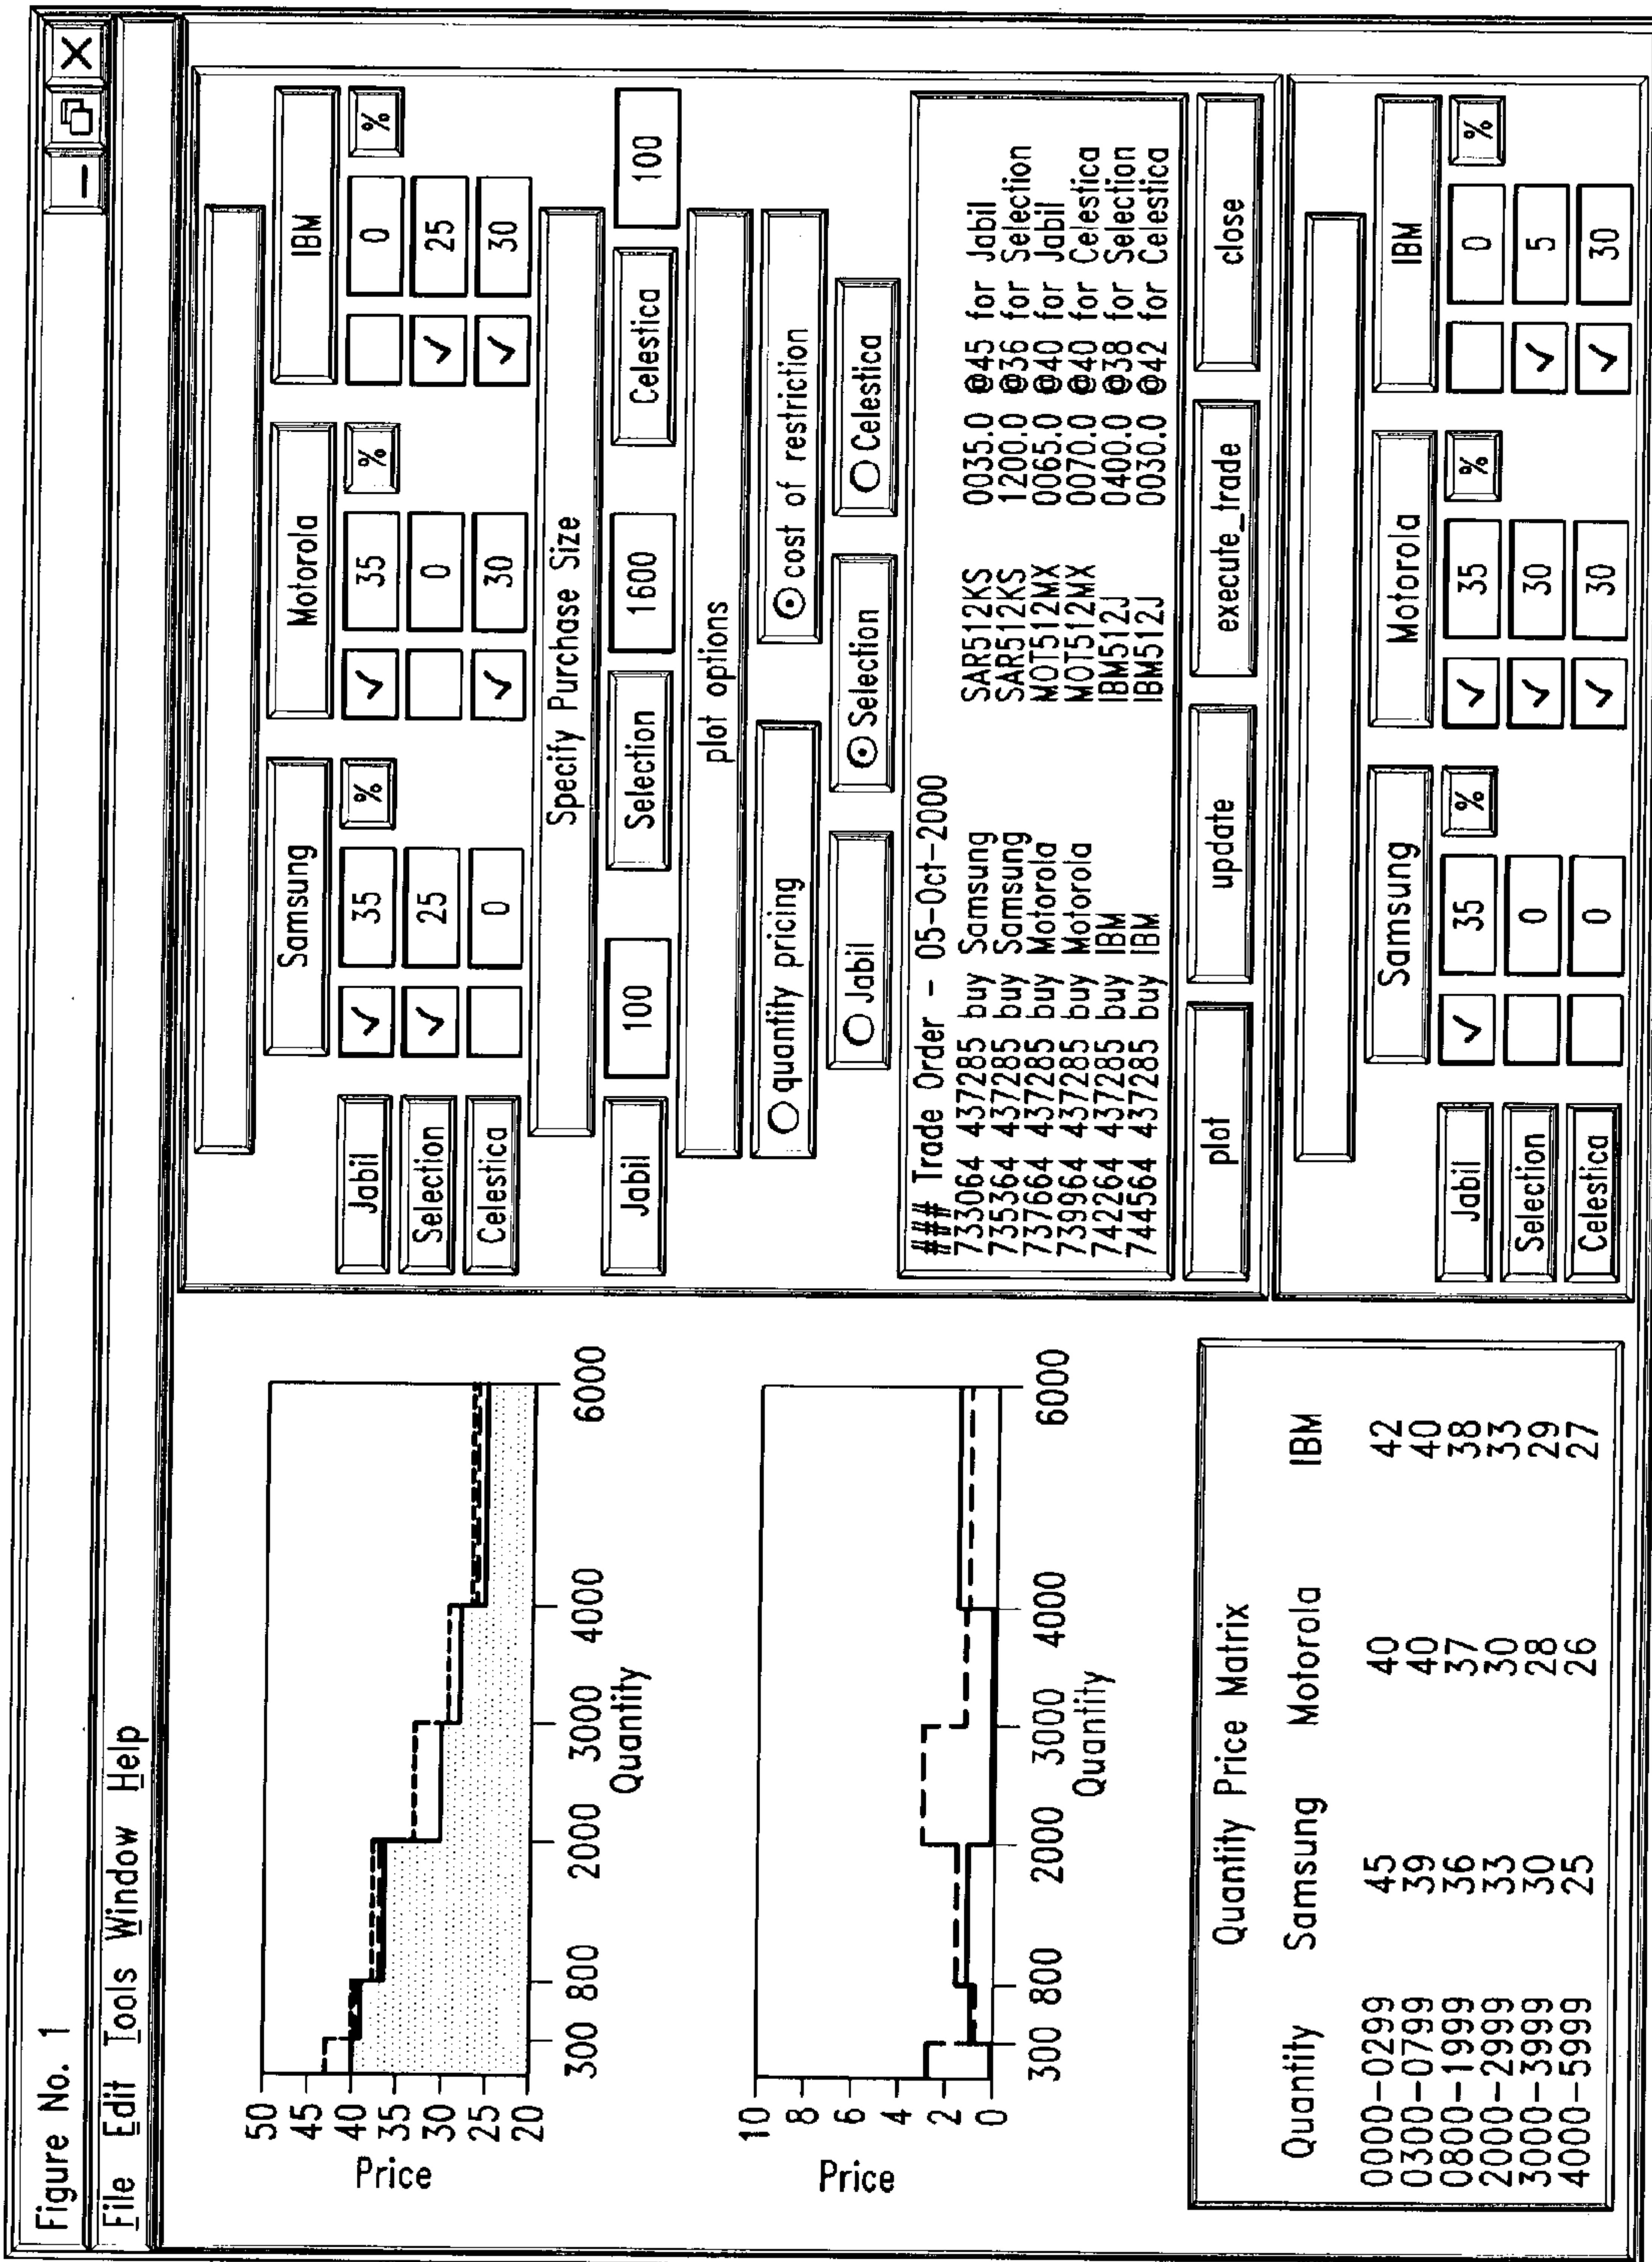 Figure No. 1
File Edit Tools Window Help
50
45
40
35
30
25
20
Price
300 800 2000 3000 4000 6000
Quantity
10
8
6
4
2
0
Price
300 800 2000 3000 4000 6000
Quantity
Quantity Price Matrix
Quantity Samsung Motorola IBM
0000-0299 45 40 42
0300-0799 39 40 40
0800-1999 36 37 38
2000-2999 33 30 33
3000-3999 30 28 29
4000-5999 25 26 27
Samsung Motorola IBM
Jabil ✓ 35 % ✓ 35 % 0 %
Selection ✓ 25 0 ✓ 25
Celestica 0 ✓ 30 ✓ 30
Specify Purchase Size
Jabil 100 Selection 1600 Celestica 100
plot options
quantity pricing cost of restriction
Jabil Selection Celestica
### Trade Order - 05-Oct-2000
733064 437285 buy Samsung SAR512KS 0035.0 @45 for Jabil
735364 437285 buy Samsung SAR512KS 1200.0 @36 for Selection
737664 437285 buy Motorola MOT512MX 0065.0 @40 for Jabil
739964 437285 buy Motorola MOT512MX 0070.0 @40 for Celestica
742264 437285 buy IBM IBM512J 0400.0 @38 for Selection
744564 437285 buy IBM IBM512J 0030.0 @42 for Celestica
plot update execute_trade close
Samsung Motorola IBM
Jabil ✓ 35 % ✓ 35 % 0 %
Selection 0 ✓ 30 ✓ 5
Celestica 0 ✓ 30 ✓ 30